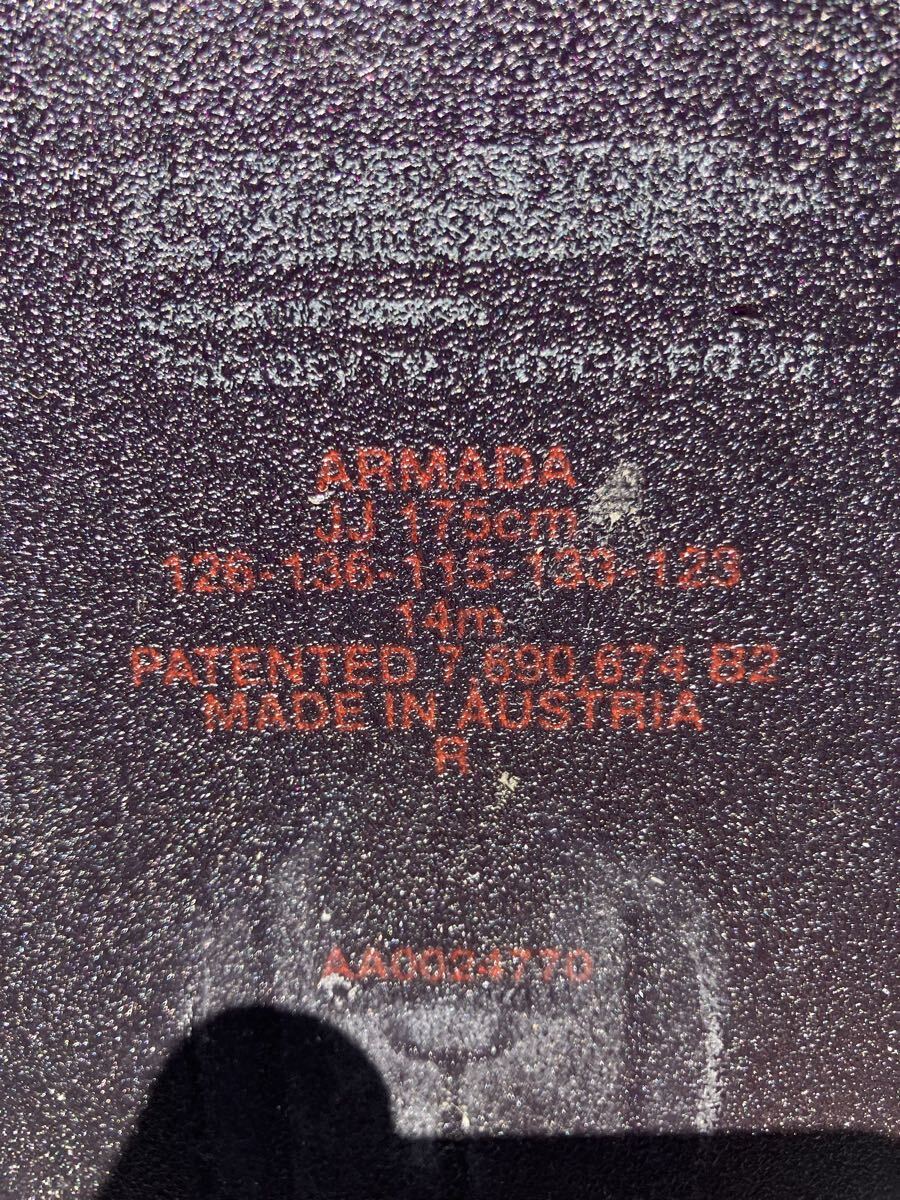 ARMADA
JJ 175cm
126-136-115-133-123
14m
PATENTED 7,690,674 B2
MADE IN AUSTRIA
R
AA0024770